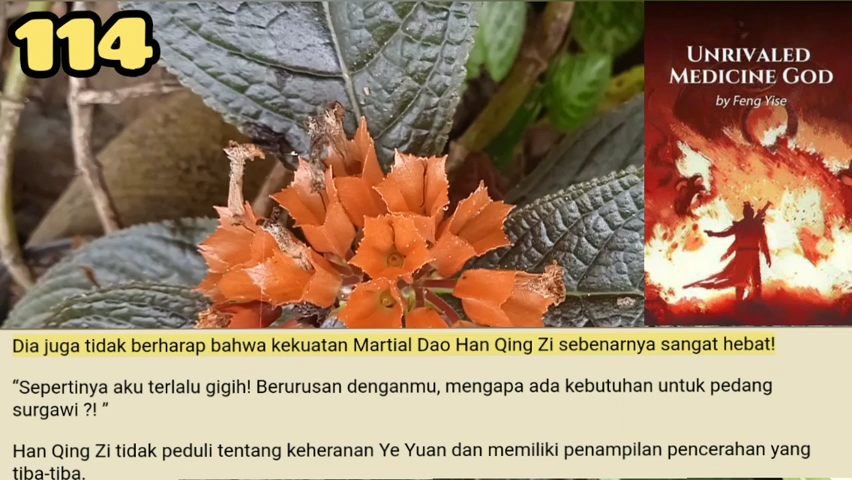 114
UNRIVALED
MEDICINE GOD
by Feng Yise
Dia juga tidak berharap bahwa kekuatan Martial Dao Han Qing Zi sebenarnya sangat hebat!
“Sepertinya aku terlalu gigih! Berurusan denganmu, mengapa ada kebutuhan untuk pedang
surgawi ?! ”
Han Qing Zi tidak peduli tentang keheranan Ye Yuan dan memiliki penampilan pencerahan yang
tiba-tiba.